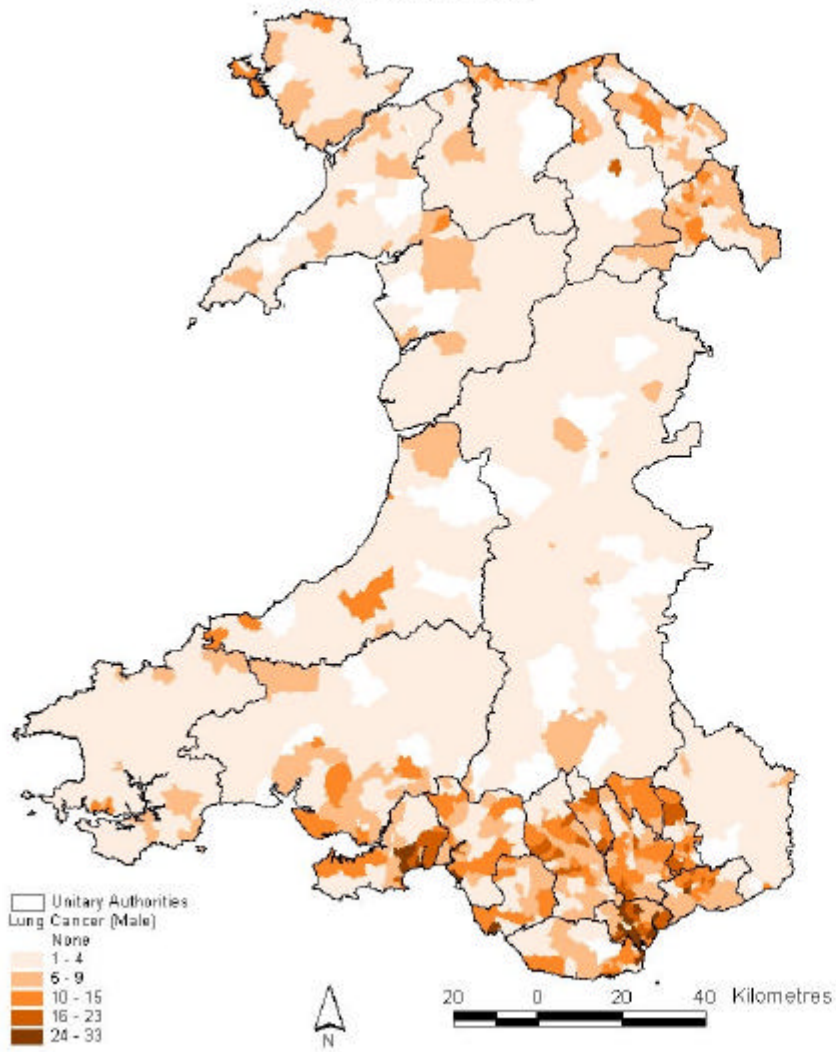 Unitary Authorities
Lung Cancer (Male)
None
1 - 4
6 - 9
10 - 15
16 - 23
24 - 33
N
20 0 20 40 Kilometres